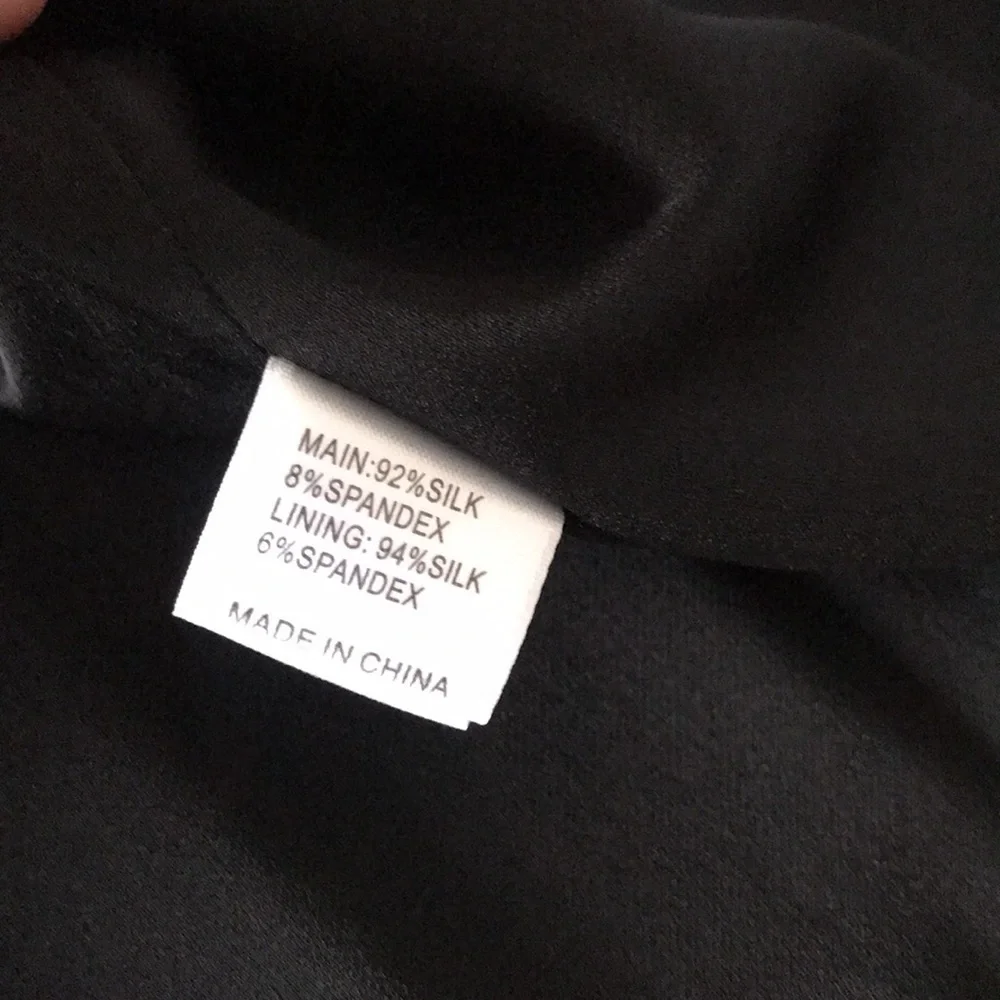 MAIN:92%SILK
8%SPANDEX
LINING: 94%SILK
6%SPANDEX
MADE IN CHINA